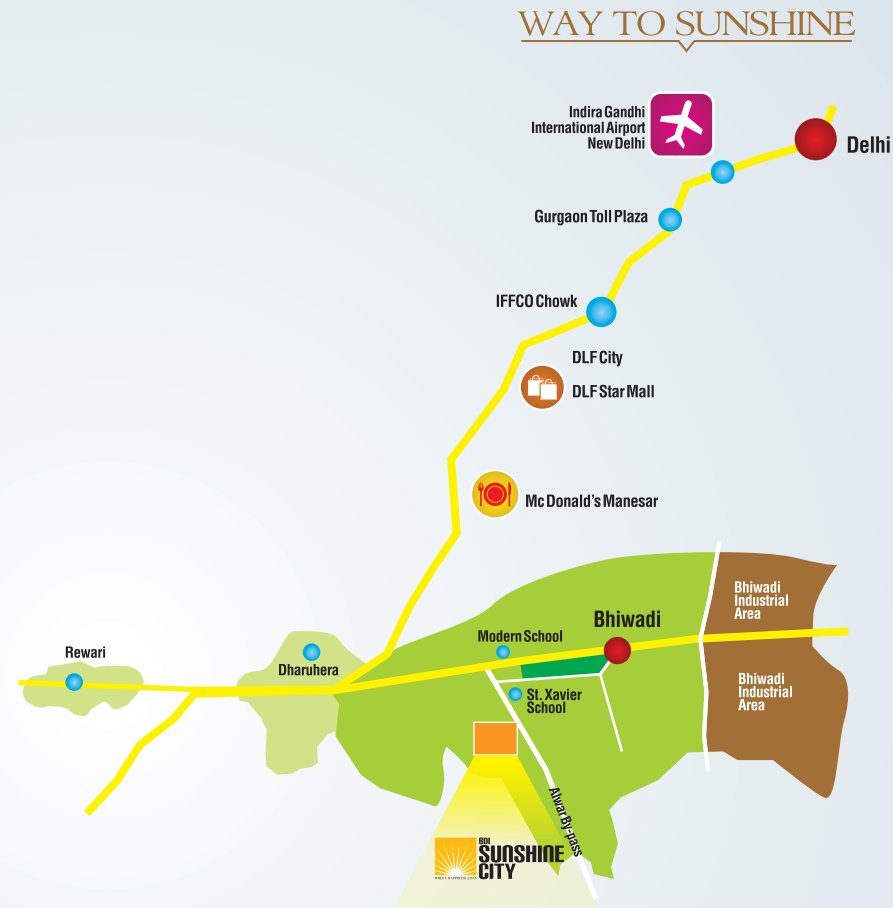 WAY TO SUNSHINE
Indira Gandhi
International Airport
New Delhi
Delhi
Gurgaon Toll Plaza
IFFCO Chowk
DLF City
DLF Star Mall
Mc Donald's Manesar
Bhiwadi
Industrial
Area
Bhiwadi
Modern School
Rewari
Dharuhera
Bhiwadi
Industrial
Area
St. Xavier
School
Alwar By-pass
BDI
SUNSHINE
CITY